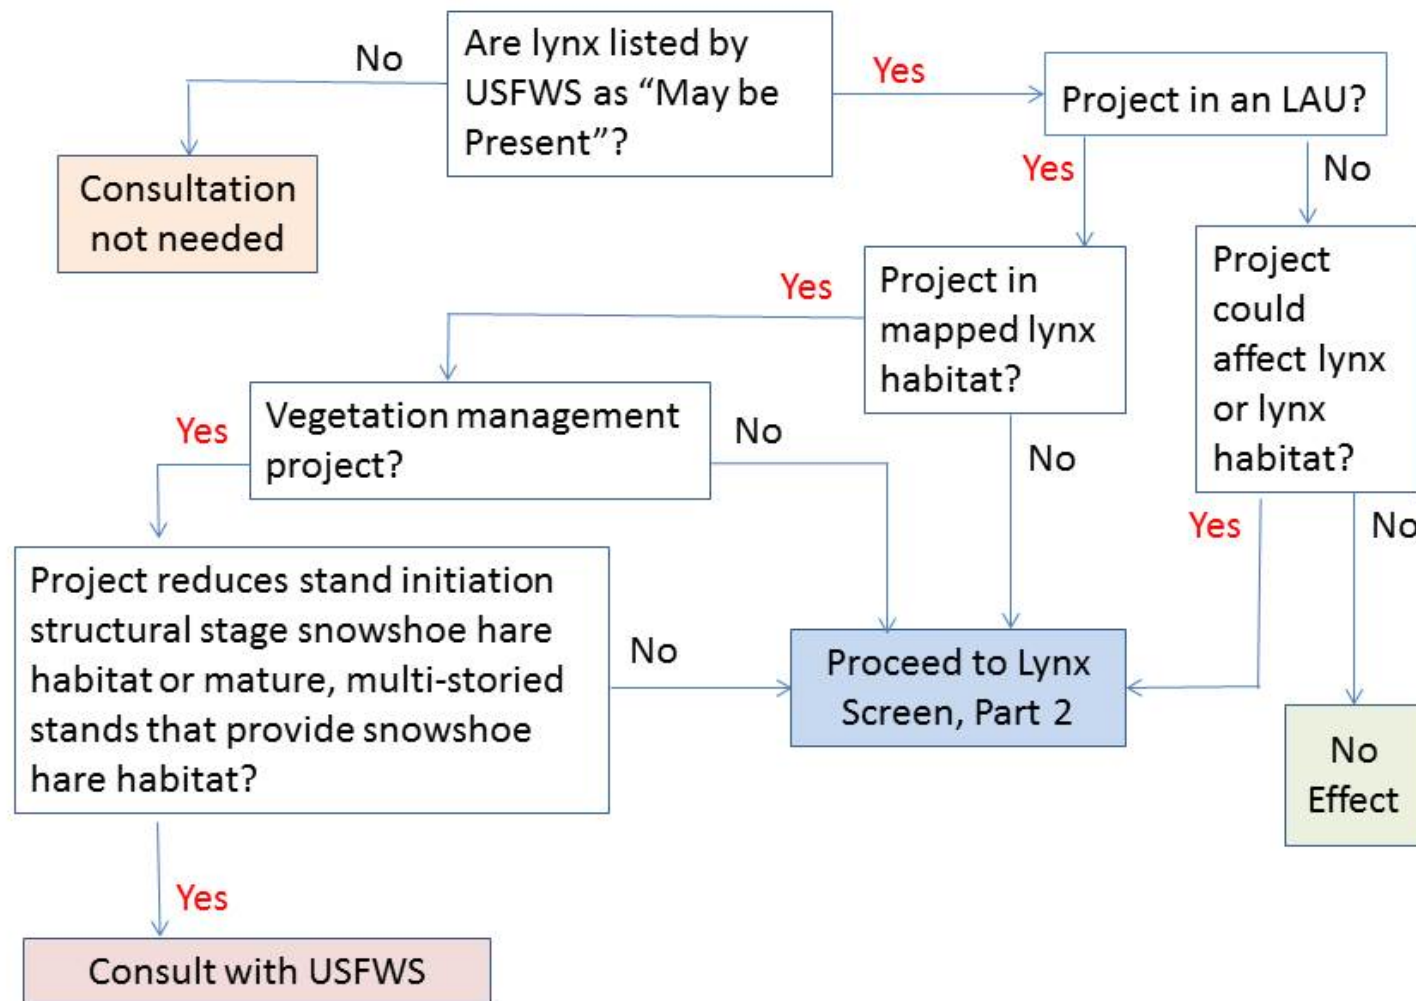 No
Are lynx listed by
USFWS as “May be
Present”?
Yes
Project in an LAU?
Consultation
not needed
Yes
No
Yes
Project in
mapped lynx
habitat?
Project
could
affect lynx
or lynx
habitat?
Yes
Vegetation management
project?
No
No
Yes
No
Project reduces stand initiation
structural stage snowshoe hare
habitat or mature, multi-storied
stands that provide snowshoe
hare habitat?
No
Proceed to Lynx
Screen, Part 2
No
Effect
Yes
Consult with USFWS